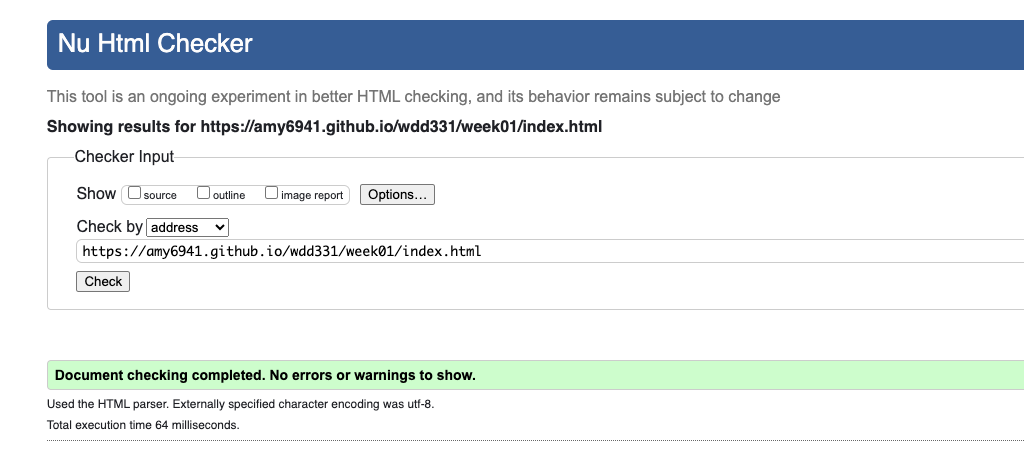 Nu Html Checker
This tool is an ongoing experiment in better HTML checking, and its behavior remains subject to change
Showing results for https://amy6941.github.io/wdd331/week01/index.html
Checker Input
Show source outline image report Options...
Check by address
https://amy6941.github.io/wdd331/week01/index.html
Check
Document checking completed. No errors or warnings to show.
Used the HTML parser. Externally specified character encoding was utf-8.
Total execution time 64 milliseconds.